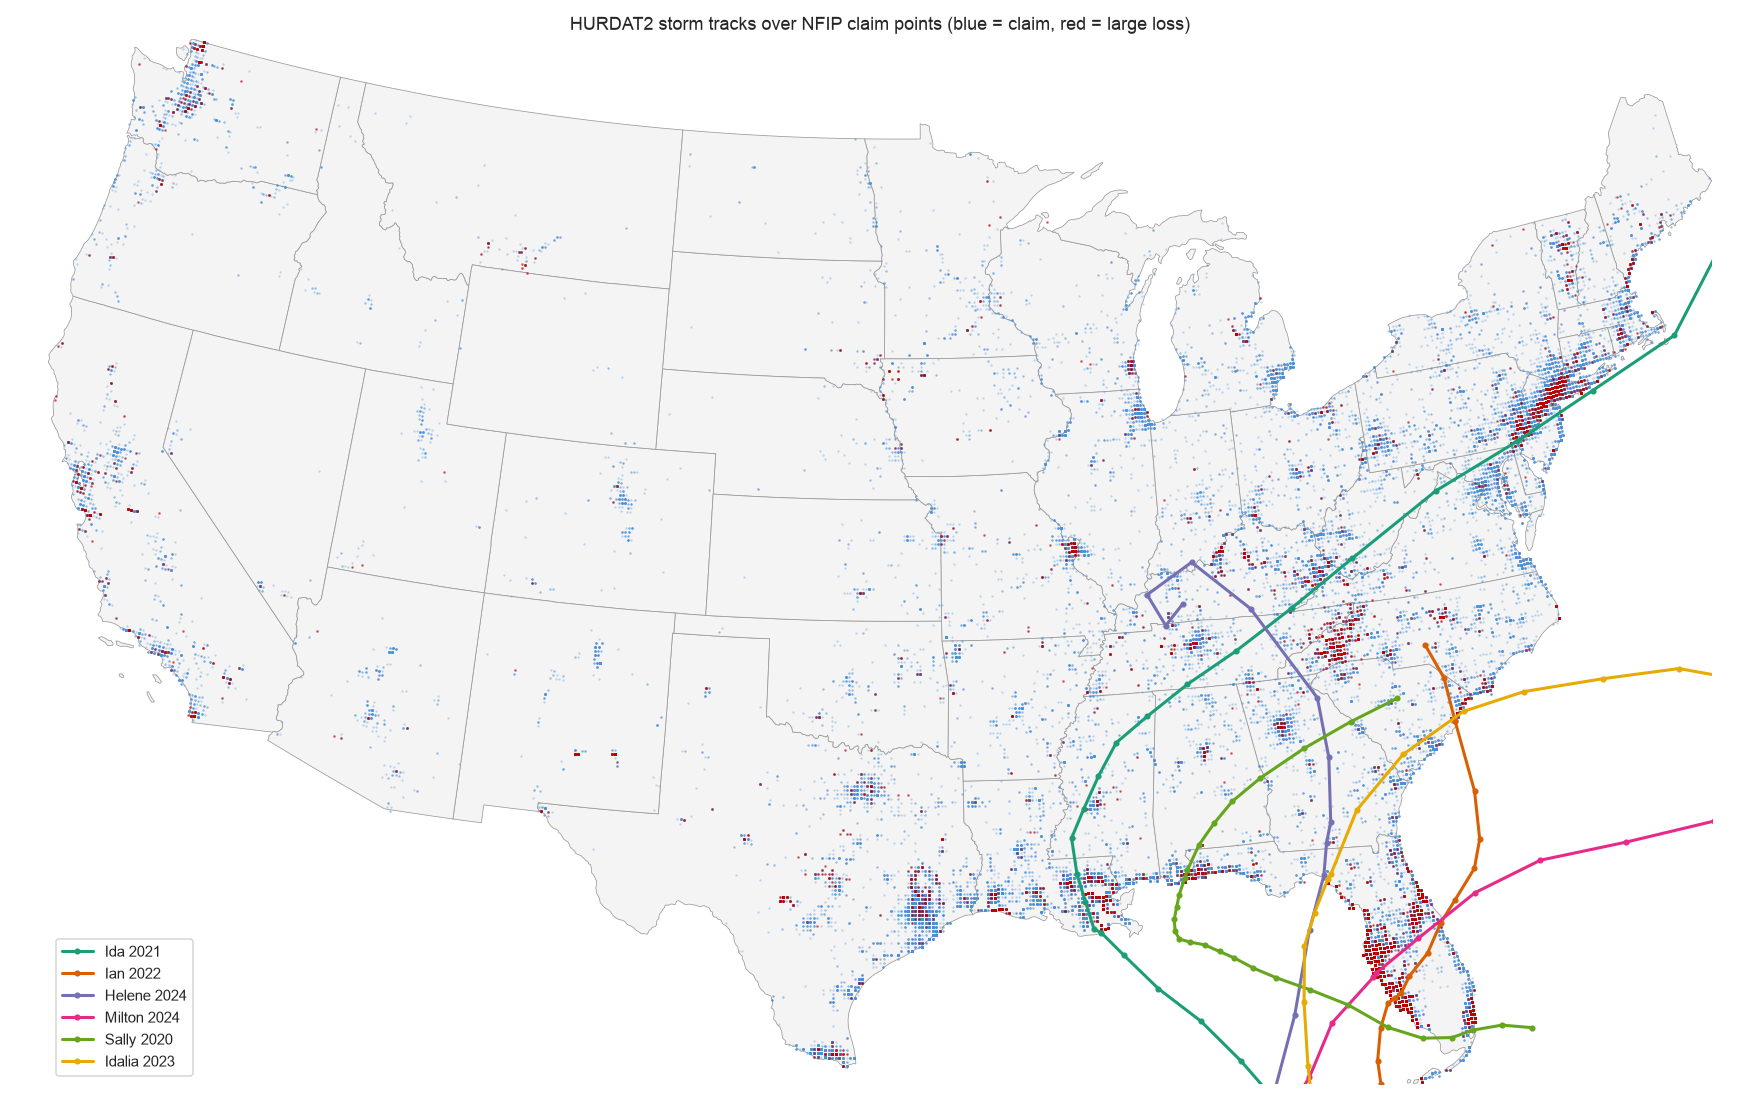 HURDAT2 storm tracks over NFIP claim points (blue = claim, red = large loss)
Ida 2021
Ian 2022
Helene 2024
Milton 2024
Sally 2020
Idalia 2023